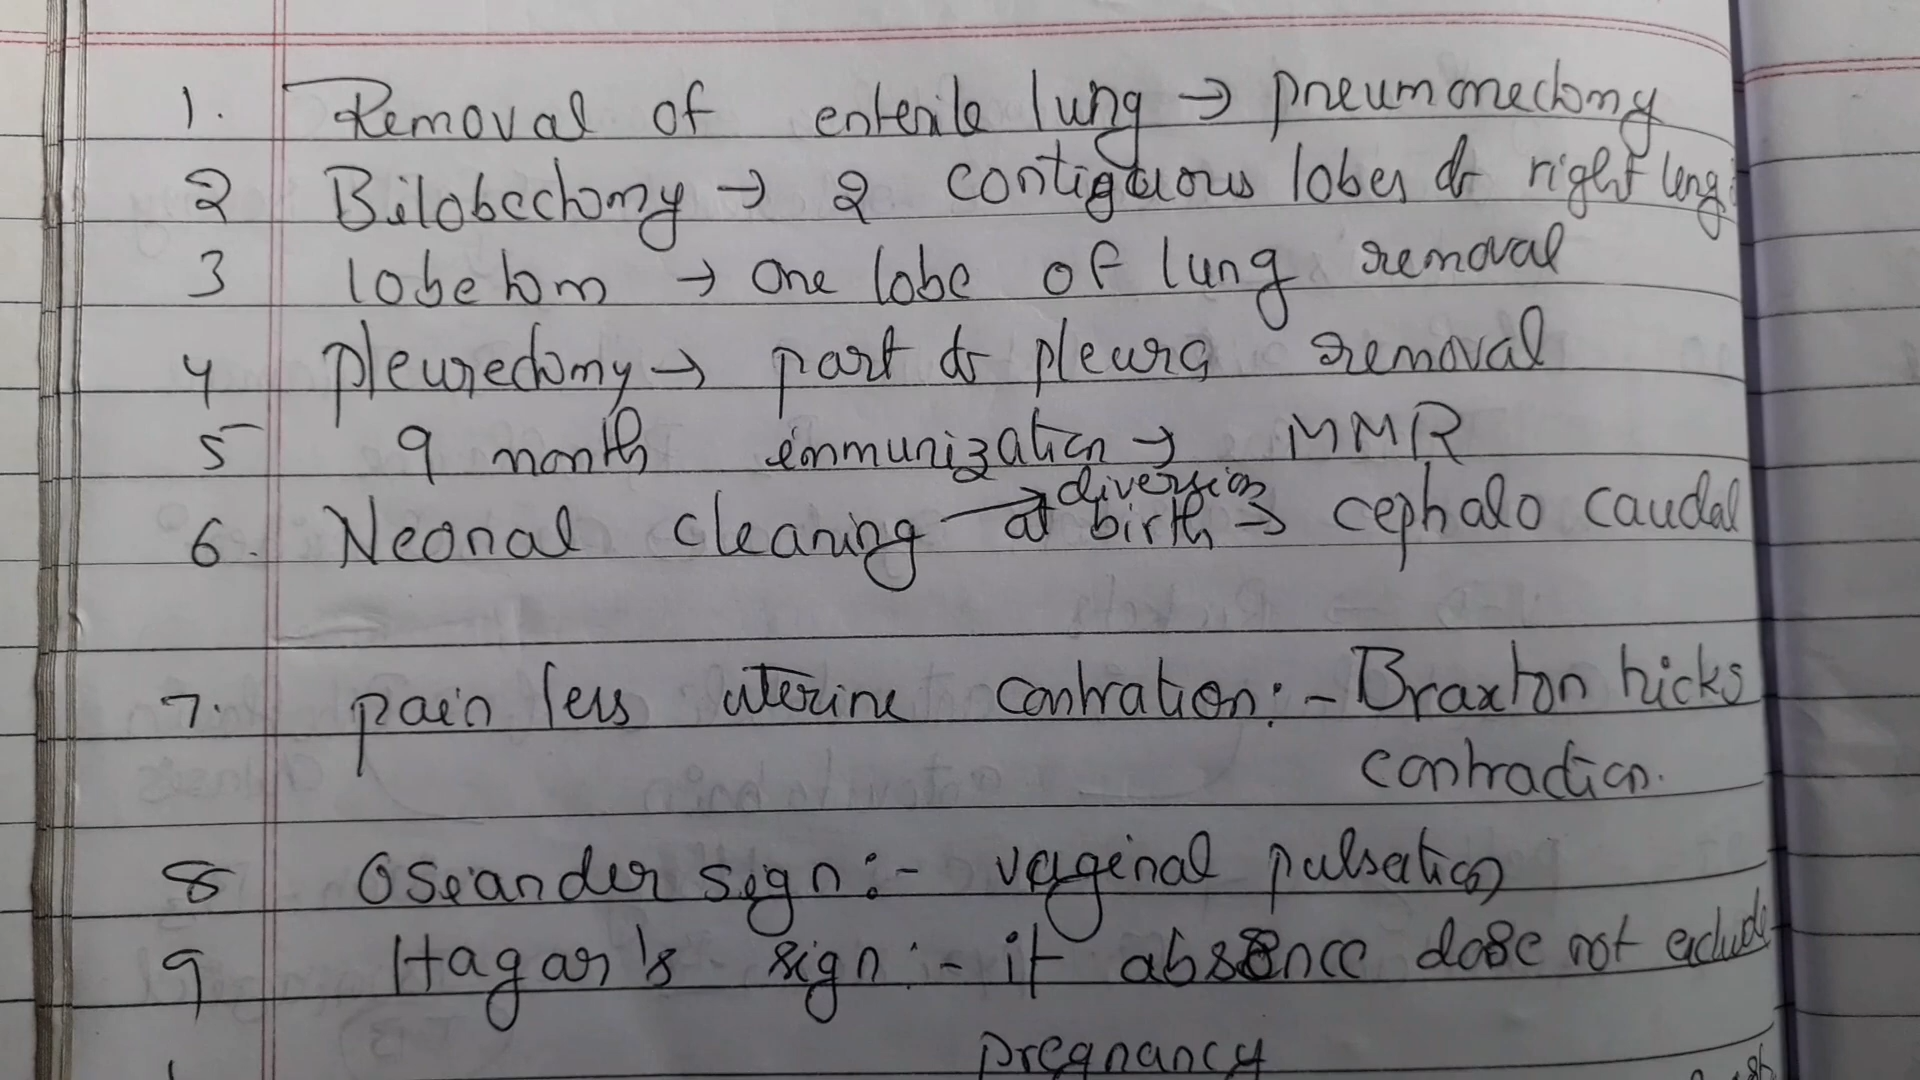 1. Removal of enterile lung → pneumonectomy
2 Bilobectomy → 2 contiguous lobes of right lung
3 lobetom → one lobe of lung removal
4 pleurectomy → part of pleura removal
5 9 month immunization → MMR
→ diversion
6. Neonal cleaning at birth → cephalo caudal
7. pain less uterine contration :- Braxton hicks
contraction.
8 Oseander sign :- vaginal pulsation
9 Hagar's sign :- it absence dose not exclude
pregnancy